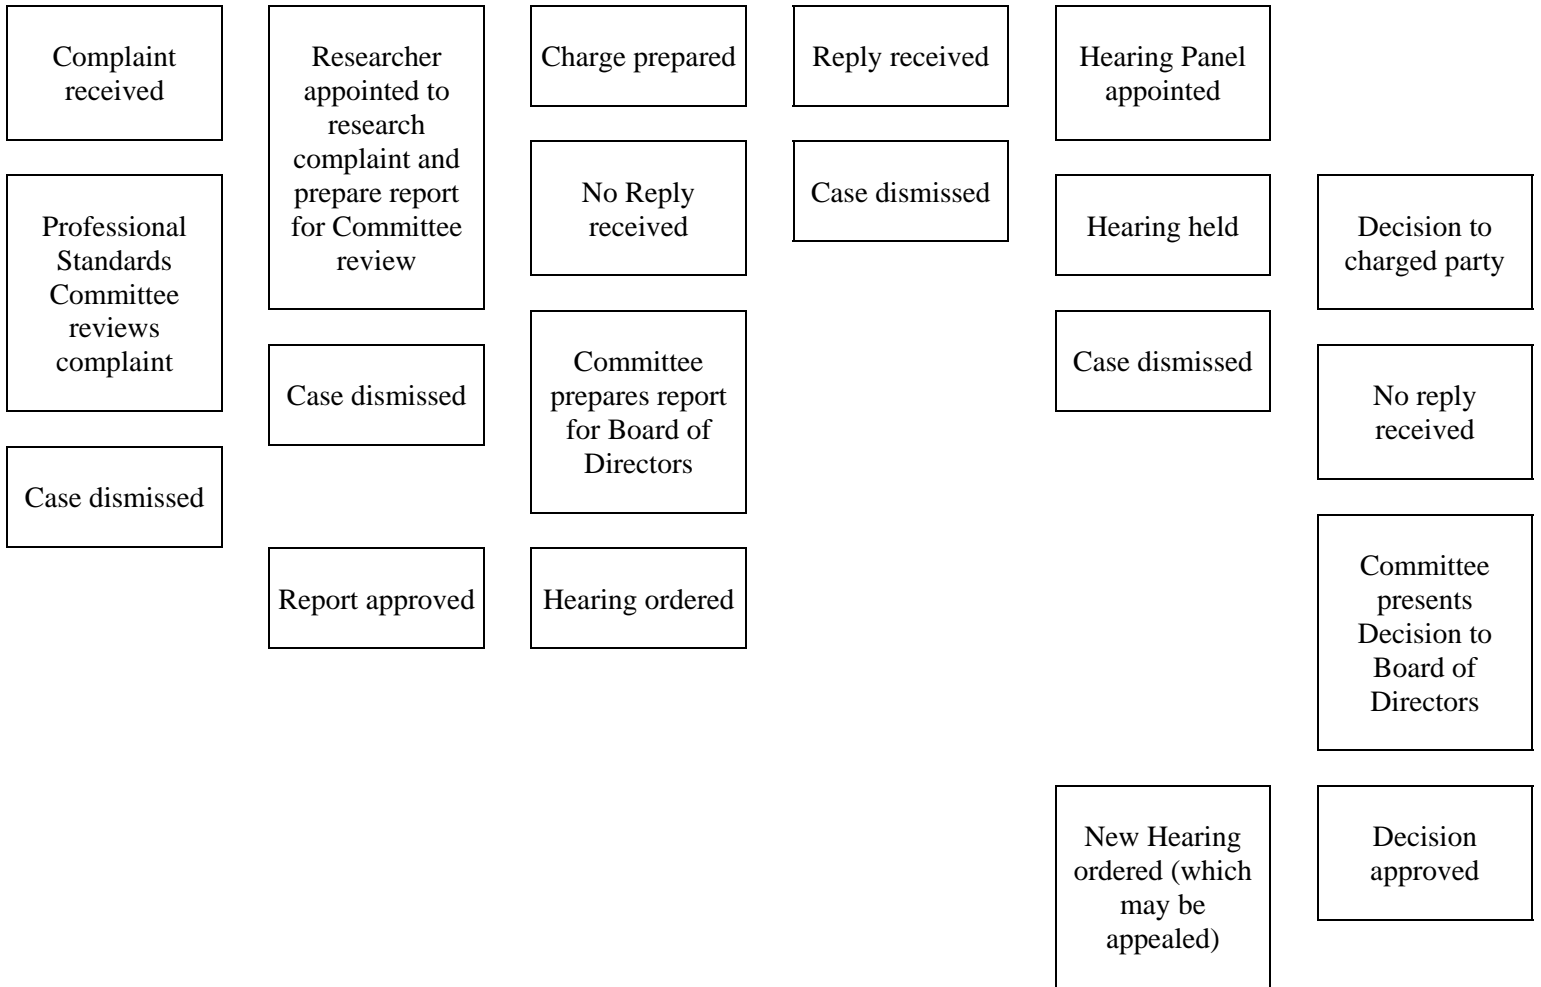 Complaint
received
Professional
Standards
Committee
reviews
complaint
Case dismissed
Researcher
appointed to
research
complaint and
prepare report
for Committee
review
Case dismissed
Report approved
Charge prepared
No Reply
received
Committee
prepares report
for Board of
Directors
Hearing ordered
Reply received
Case dismissed
Hearing Panel
appointed
Hearing held
Case dismissed
New Hearing
ordered (which
may be
appealed)
Decision to
charged party
No reply
received
Committee
presents
Decision to
Board of
Directors
Decision
approved